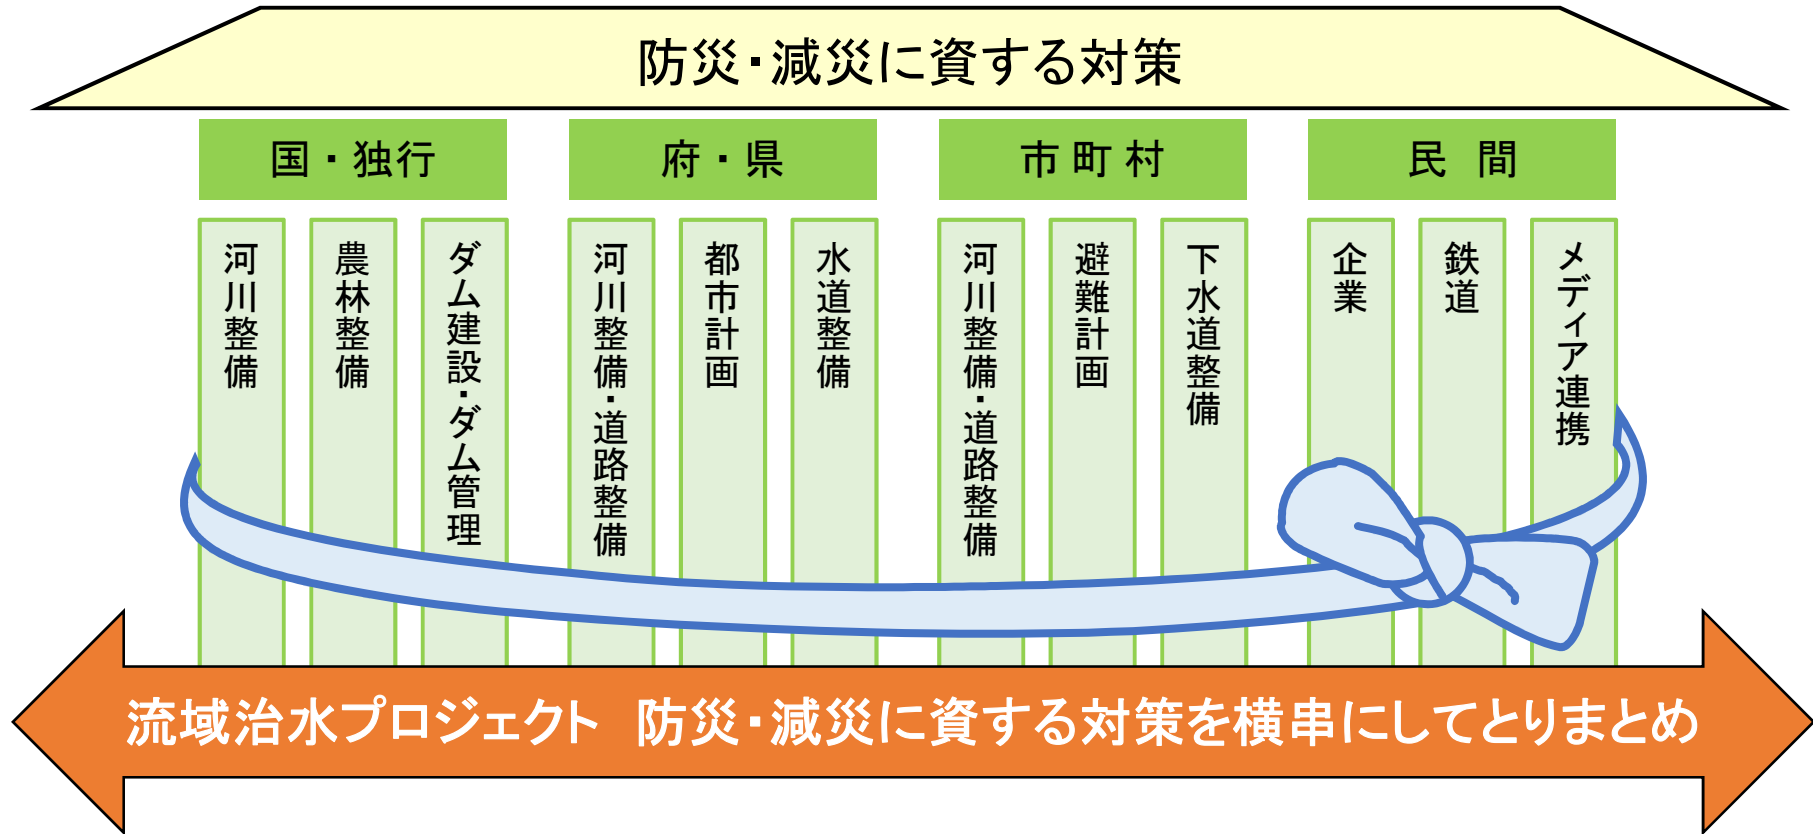 防災・減災に資する対策
国・独行
府・県
市町村
民　間
河川整備
農林整備
ダム建設・ダム管理
河川整備・道路整備
都市計画
水道整備
河川整備・道路整備
避難計画
下水道整備
企業
鉄道
メディア連携
流域治水プロジェクト　防災・減災に資する対策を横串にしてとりまとめ